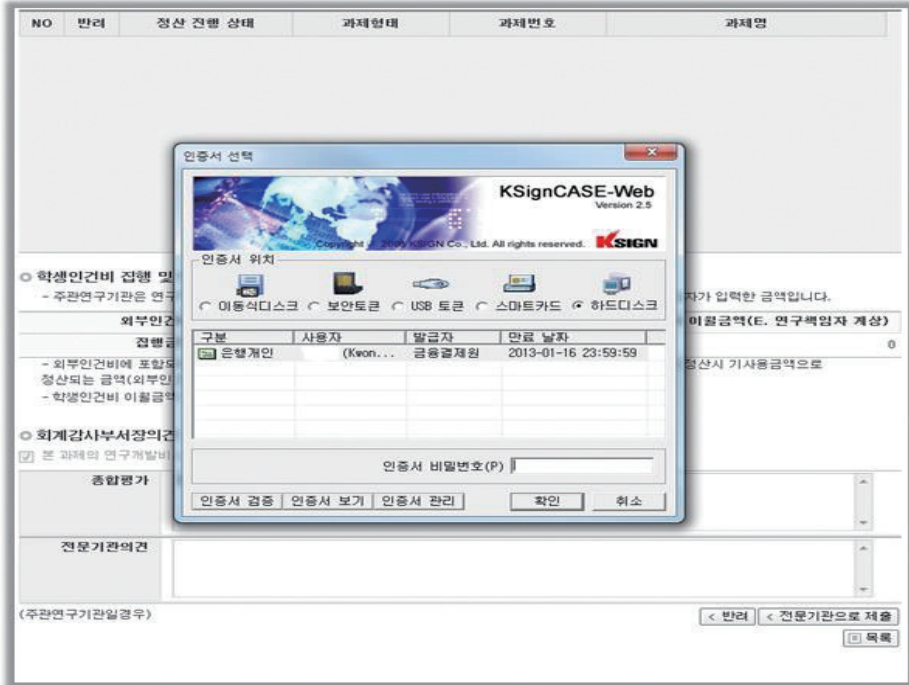 NO 반려 정산 진행 상태 과제형태 과제번호 과제명
인증서 선택
KSignCASE-Web
Version 2.5
Copyright 2006 KSIGN Co., Ltd. All rights reserved. KSIGN
인증서 위치
이동식디스크 보안토큰 USB 토큰 스마트카드 하드디스크
구분 사용자 발급자 만료 날짜
은행개인 (Kwon... 금융결제원 2013-01-16 23:59:59
인증서 비밀번호(P)
인증서 검증 인증서 보기 인증서 관리 확인 취소
학생인건비 집행 및
- 주관연구기관은 연구 자가 입력한 금액입니다.
외부인건 이월금액(E. 연구책임자 계상)
집행금 0
- 외부인건비에 포함되 정산시 기사용금액으로
정산되는 금액(외부인
- 학생인건비 이월금액
회계감사부서장의견
본 과제의 연구개발비
종합평가
전문기관의견
(주관연구기관일경우) < 반려 < 전문기관으로 제출
목록